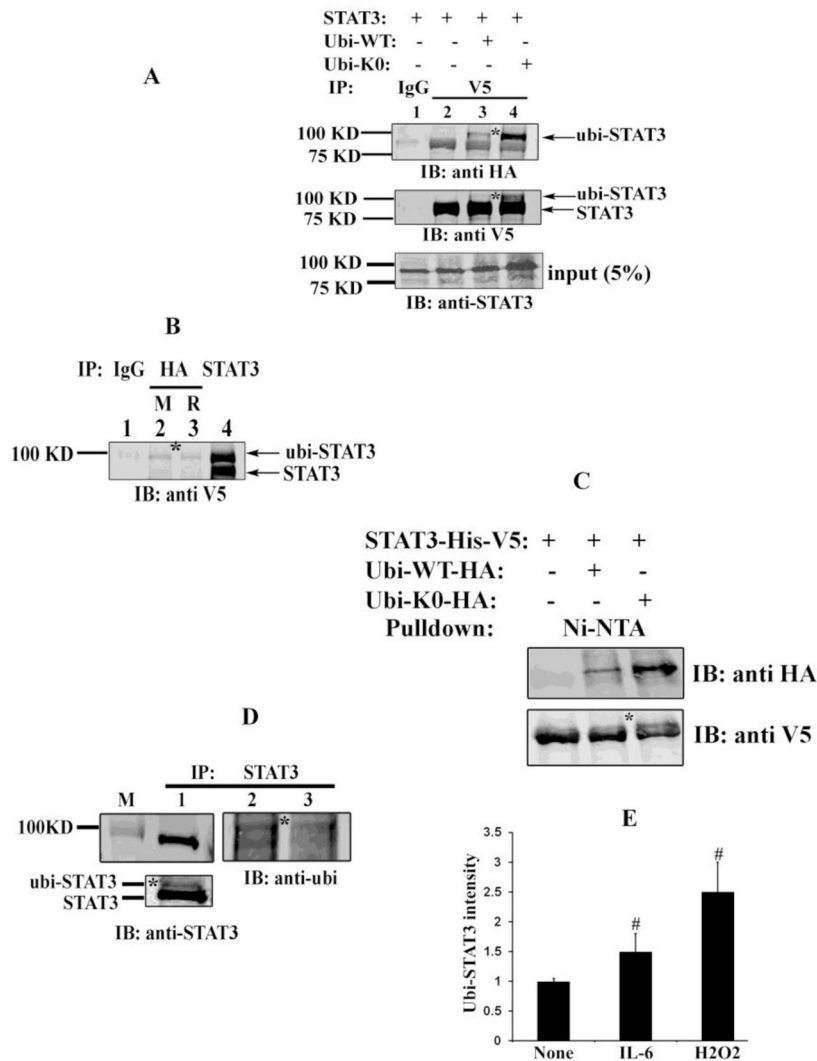 A
STAT3: + + + +
Ubi-WT: - - + -
Ubi-K0: - - - +
IP: IgG V5
1 2 3 4
100 KD * ubi-STAT3
75 KD
IB: anti HA
100 KD * ubi-STAT3
75 KD STAT3
IB: anti V5
100 KD
75 KD input (5%)
IB: anti-STAT3
B
IP: IgG HA STAT3
M R
1 2 3 4
100 KD * ubi-STAT3
STAT3
IB: anti V5
C
STAT3-His-V5: + + +
Ubi-WT-HA: - + -
Ubi-K0-HA: - - +
Pulldown: Ni-NTA
IB: anti HA
* IB: anti V5
D
IP: STAT3
M 1 2 3
100KD *
IB: anti-ubi
ubi-STAT3 *
STAT3
IB: anti-STAT3
E
Ubi-STAT3 intensity
3.5
3
2.5
2
1.5
1
0.5
0
# #
None IL-6 H2O2